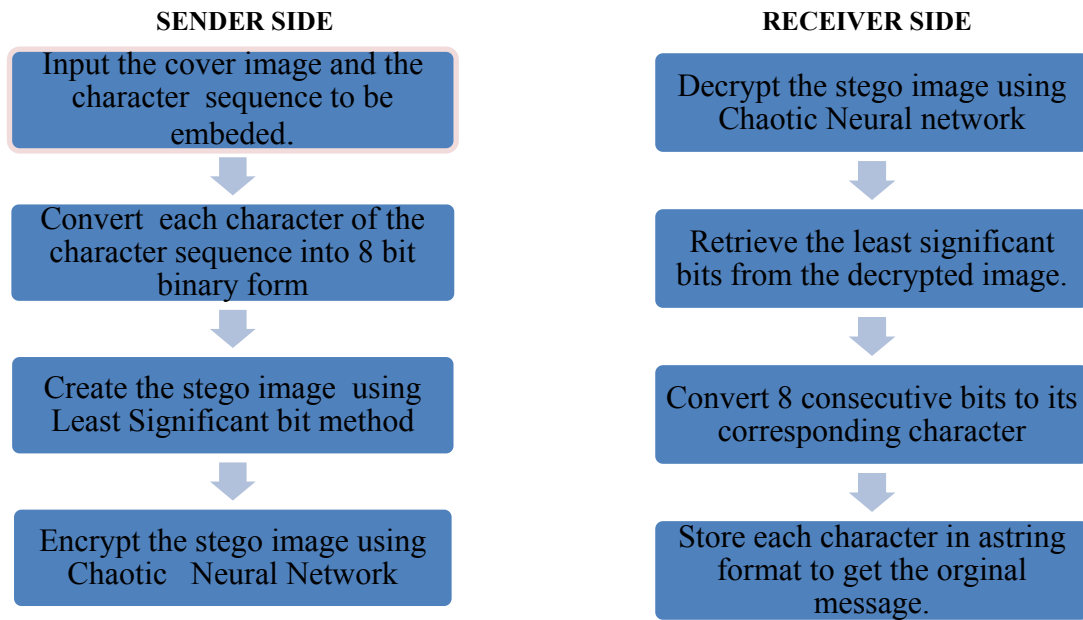 SENDER SIDE
Input the cover image and the
character sequence to be
embeded.
Convert each character of the
character sequence into 8 bit
binary form
Create the stego image using
Least Significant bit method
Encrypt the stego image using
Chaotic Neural Network
RECEIVER SIDE
Decrypt the stego image using
Chaotic Neural network
Retrieve the least significant
bits from the decrypted image.
Convert 8 consecutive bits to its
corresponding character
Store each character in astring
format to get the orginal
message.